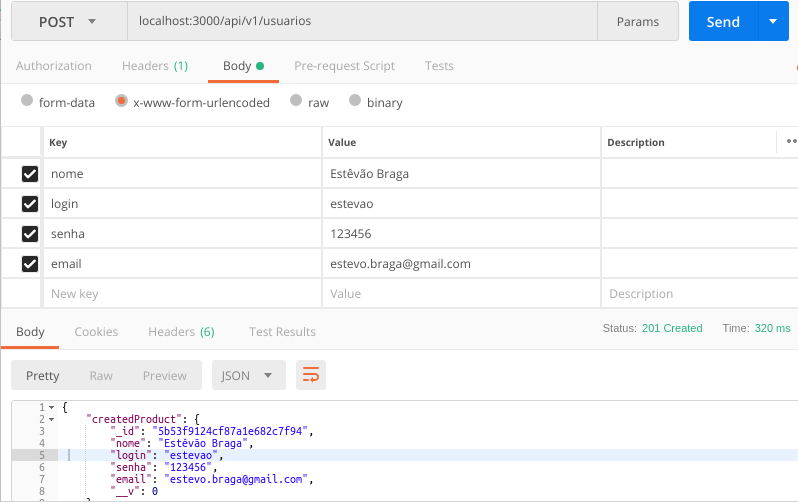 POST localhost:3000/api/v1/usuarios Params Send
Authorization Headers (1) Body Pre-request Script Tests
form-data x-www-form-urlencoded raw binary
Key Value Description
nome Estêvão Braga
login estevao
senha 123456
email estevo.braga@gmail.com
New key Value Description
Body Cookies Headers (6) Test Results Status: 201 Created Time: 320 ms
Pretty Raw Preview JSON
1 {
2 "createdProduct": {
3 "_id": "5b53f9124cf87a1e682c7f94",
4 "nome": "Estêvão Braga",
5 "login": "estevao",
6 "senha": "123456",
7 "email": "estevo.braga@gmail.com",
8 "__v": 0